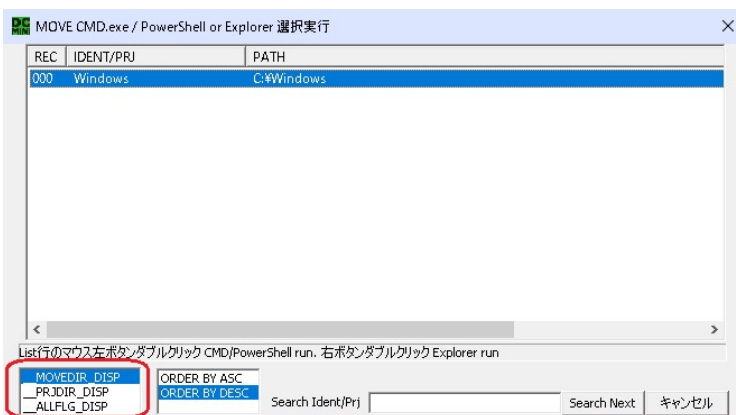 DC MIN MOVE CMD.exe / PowerShell or Explorer 選択実行
REC IDENT/PRJ PATH
000 Windows C:¥Windows
List行のマウス左ボタンダブルクリック CMD/PowerShell run. 右ボタンダブルクリック Explorer run
__MOVEDIR_DISP
__PRJDIR_DISP
__ALLFLG_DISP
ORDER BY ASC
ORDER BY DESC
Search Ident/Prj
Search Next
キャンセル